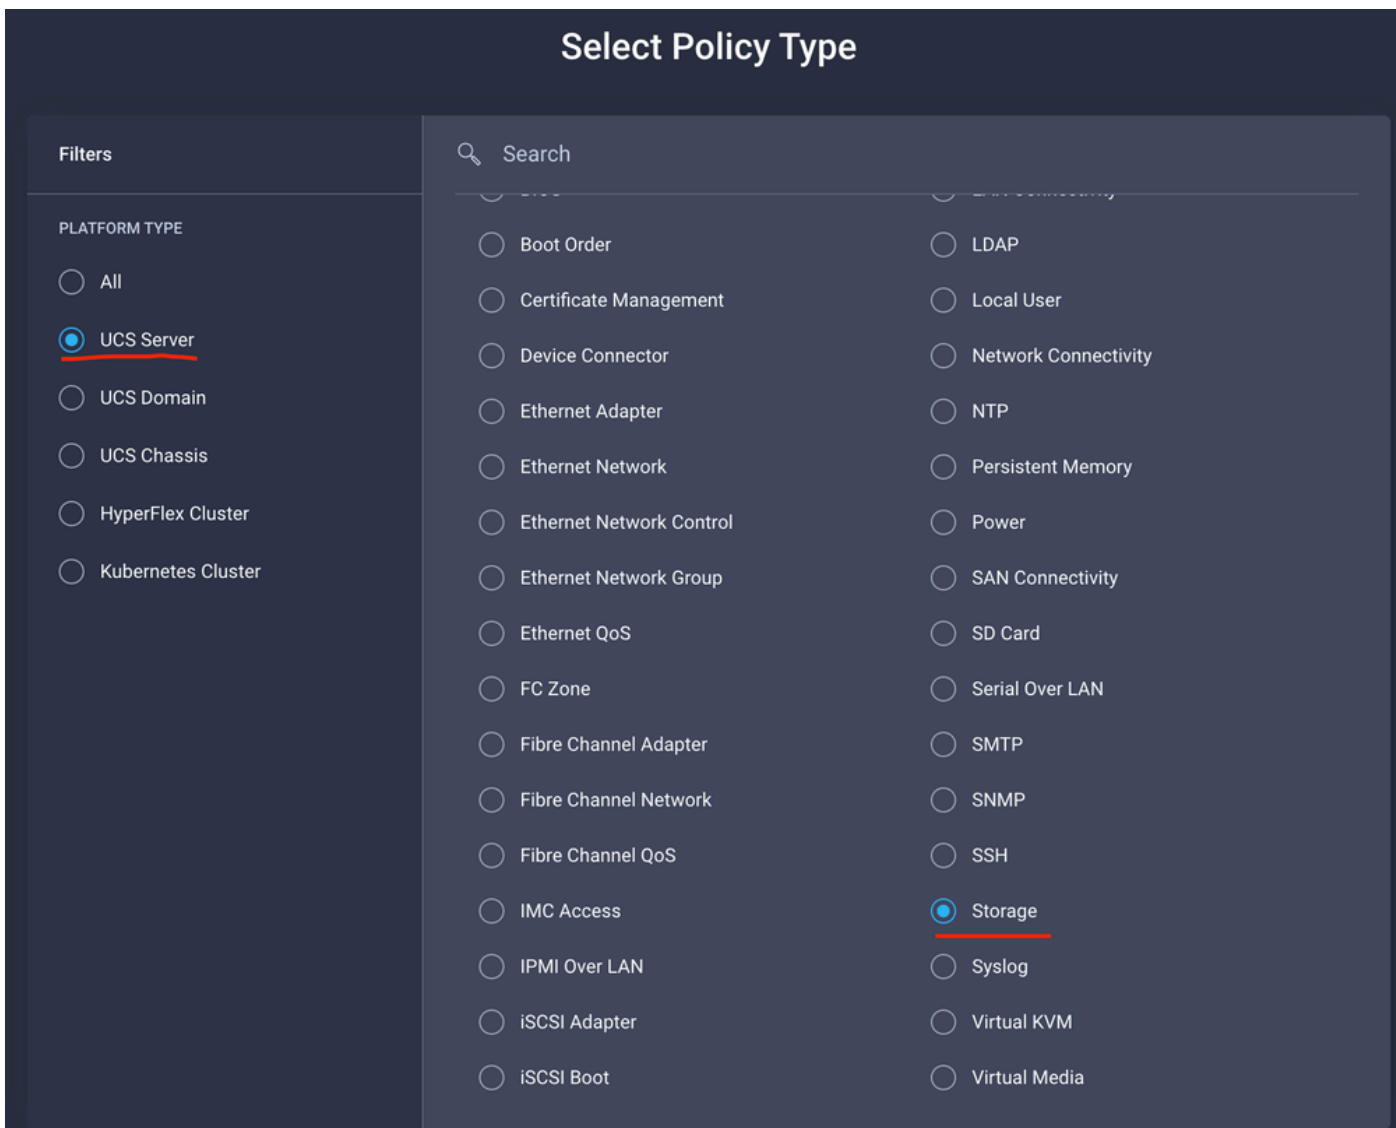 Select Policy Type
Filters
Search
PLATFORM TYPE
All
UCS Server
UCS Domain
UCS Chassis
HyperFlex Cluster
Kubernetes Cluster
Boot Order
Certificate Management
Device Connector
Ethernet Adapter
Ethernet Network
Ethernet Network Control
Ethernet Network Group
Ethernet QoS
FC Zone
Fibre Channel Adapter
Fibre Channel Network
Fibre Channel QoS
IMC Access
IPMI Over LAN
iSCSI Adapter
iSCSI Boot
LDAP
Local User
Network Connectivity
NTP
Persistent Memory
Power
SAN Connectivity
SD Card
Serial Over LAN
SMTP
SNMP
SSH
Storage
Syslog
Virtual KVM
Virtual Media